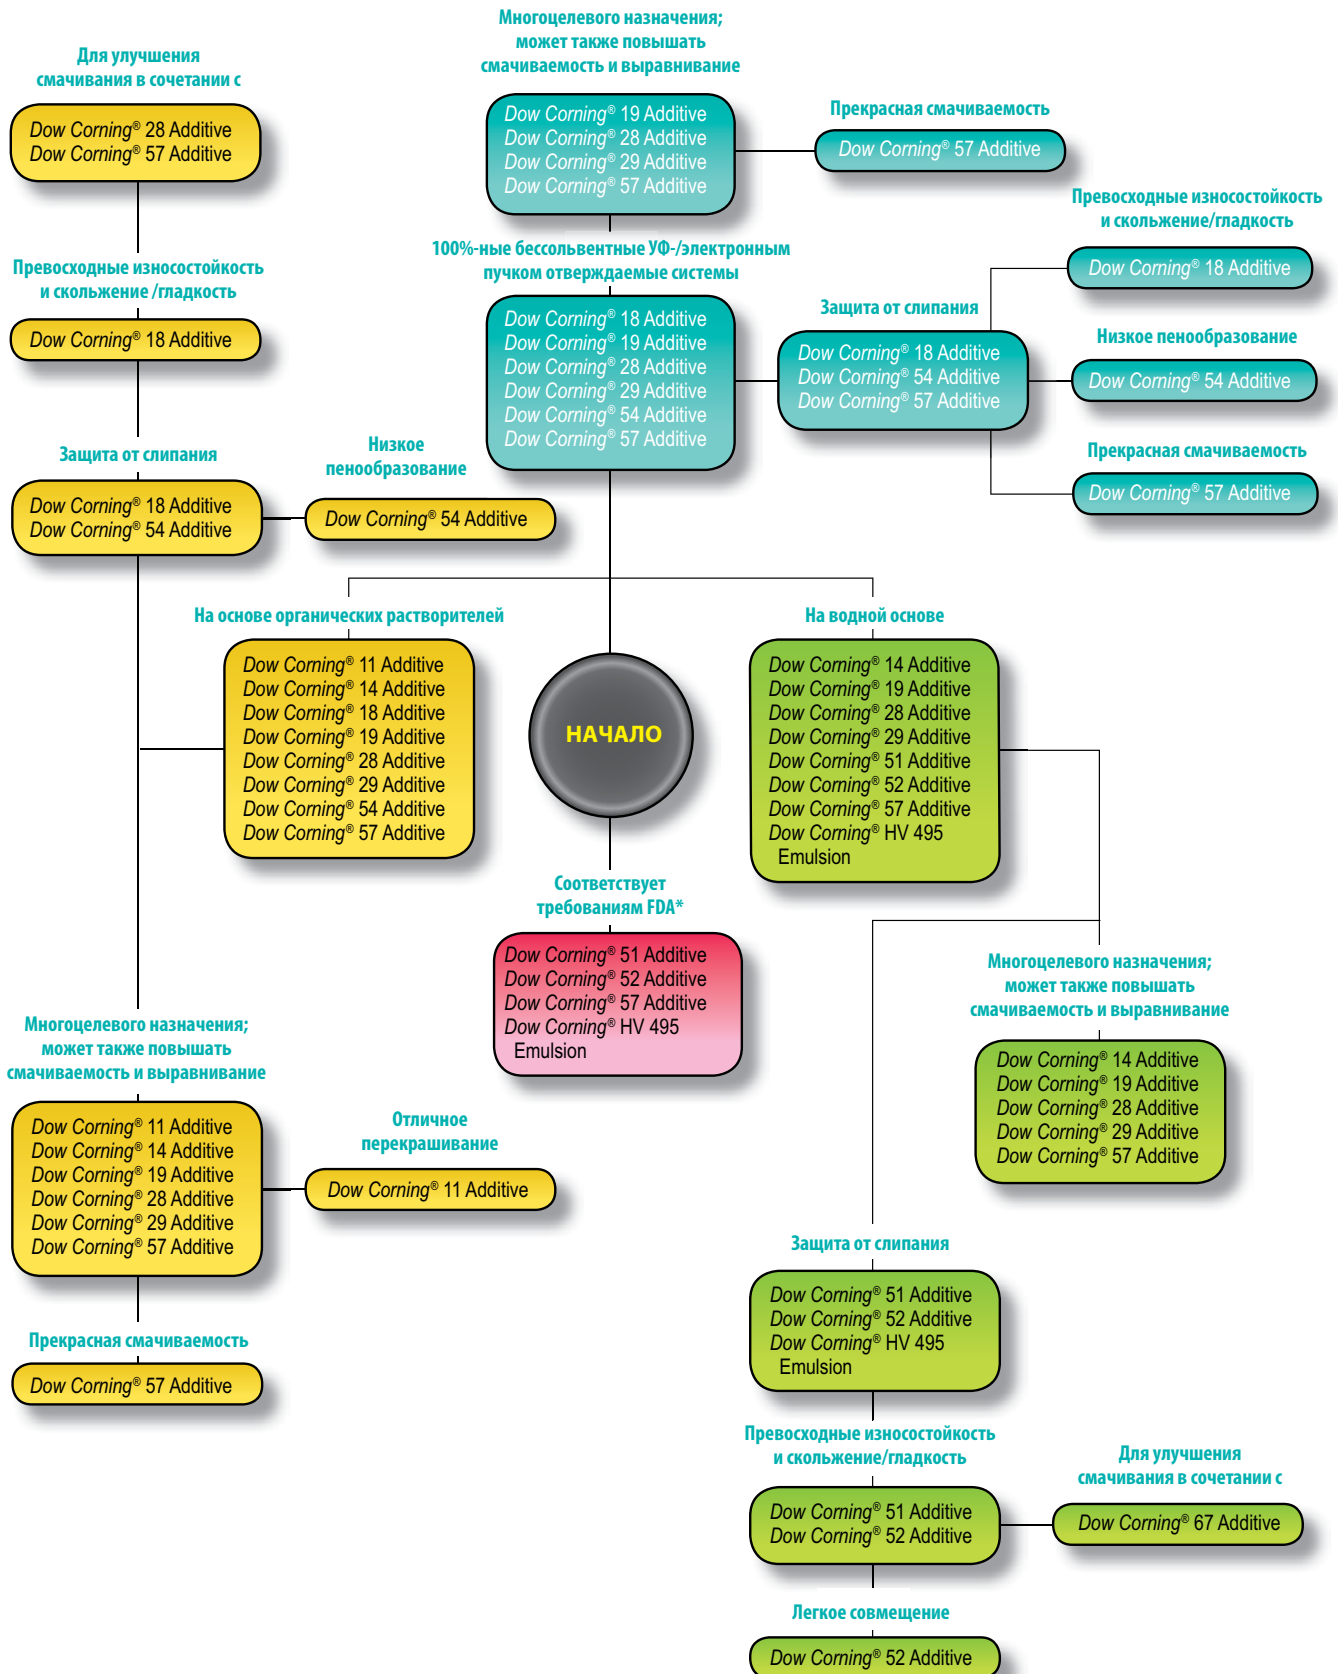 Многоцелевого назначения;
может также повышать
смачиваемость и выравнивание
Dow Corning® 19 Additive
Dow Corning® 28 Additive
Dow Corning® 29 Additive
Dow Corning® 57 Additive
Прекрасная смачиваемость
Dow Corning® 57 Additive
100%-ные бессольвентные УФ-/электронным
пучком отверждаемые системы
Dow Corning® 18 Additive
Dow Corning® 19 Additive
Dow Corning® 28 Additive
Dow Corning® 29 Additive
Dow Corning® 54 Additive
Dow Corning® 57 Additive
Защита от слипания
Dow Corning® 18 Additive
Dow Corning® 54 Additive
Dow Corning® 57 Additive
Превосходные износостойкость
и скольжение/гладкость
Dow Corning® 18 Additive
Низкое пенообразование
Dow Corning® 54 Additive
Прекрасная смачиваемость
Dow Corning® 57 Additive
Для улучшения
смачивания в сочетании с
Dow Corning® 28 Additive
Dow Corning® 57 Additive
Превосходные износостойкость
и скольжение /гладкость
Dow Corning® 18 Additive
Защита от слипания
Dow Corning® 18 Additive
Dow Corning® 54 Additive
Низкое
пенообразование
Dow Corning® 54 Additive
На основе органических растворителей
Dow Corning® 11 Additive
Dow Corning® 14 Additive
Dow Corning® 18 Additive
Dow Corning® 19 Additive
Dow Corning® 28 Additive
Dow Corning® 29 Additive
Dow Corning® 54 Additive
Dow Corning® 57 Additive
НАЧАЛО
На водной основе
Dow Corning® 14 Additive
Dow Corning® 19 Additive
Dow Corning® 28 Additive
Dow Corning® 29 Additive
Dow Corning® 51 Additive
Dow Corning® 52 Additive
Dow Corning® 57 Additive
Dow Corning® HV 495
Emulsion
Соответствует
требованиям FDA*
Dow Corning® 51 Additive
Dow Corning® 52 Additive
Dow Corning® 57 Additive
Dow Corning® HV 495
Emulsion
Многоцелевого назначения;
может также повышать
смачиваемость и выравнивание
Dow Corning® 11 Additive
Dow Corning® 14 Additive
Dow Corning® 19 Additive
Dow Corning® 28 Additive
Dow Corning® 29 Additive
Dow Corning® 57 Additive
Отличное
перекрашивание
Dow Corning® 11 Additive
Прекрасная смачиваемость
Dow Corning® 57 Additive
Многоцелевого назначения;
может также повышать
смачиваемость и выравнивание
Dow Corning® 14 Additive
Dow Corning® 19 Additive
Dow Corning® 28 Additive
Dow Corning® 29 Additive
Dow Corning® 57 Additive
Защита от слипания
Dow Corning® 51 Additive
Dow Corning® 52 Additive
Dow Corning® HV 495
Emulsion
Превосходные износостойкость
и скольжение/гладкость
Dow Corning® 51 Additive
Dow Corning® 52 Additive
Для улучшения
смачивания в сочетании с
Dow Corning® 67 Additive
Легкое совмещение
Dow Corning® 52 Additive